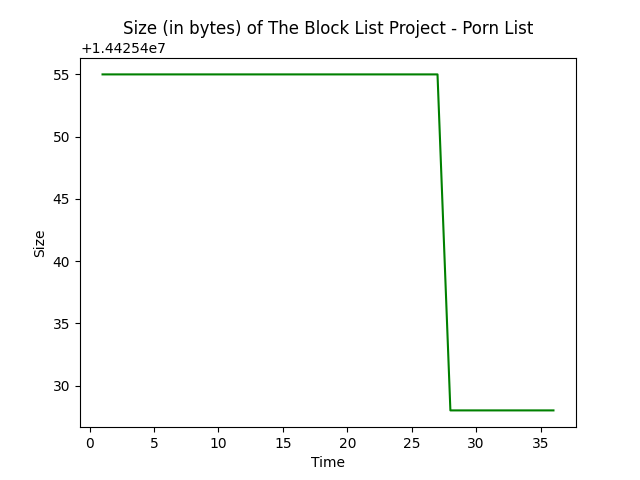 Size (in bytes) of The Block List Project - Porn List
+1.44254e7
55
50
45
40
35
30
Size
0 5 10 15 20 25 30 35
Time